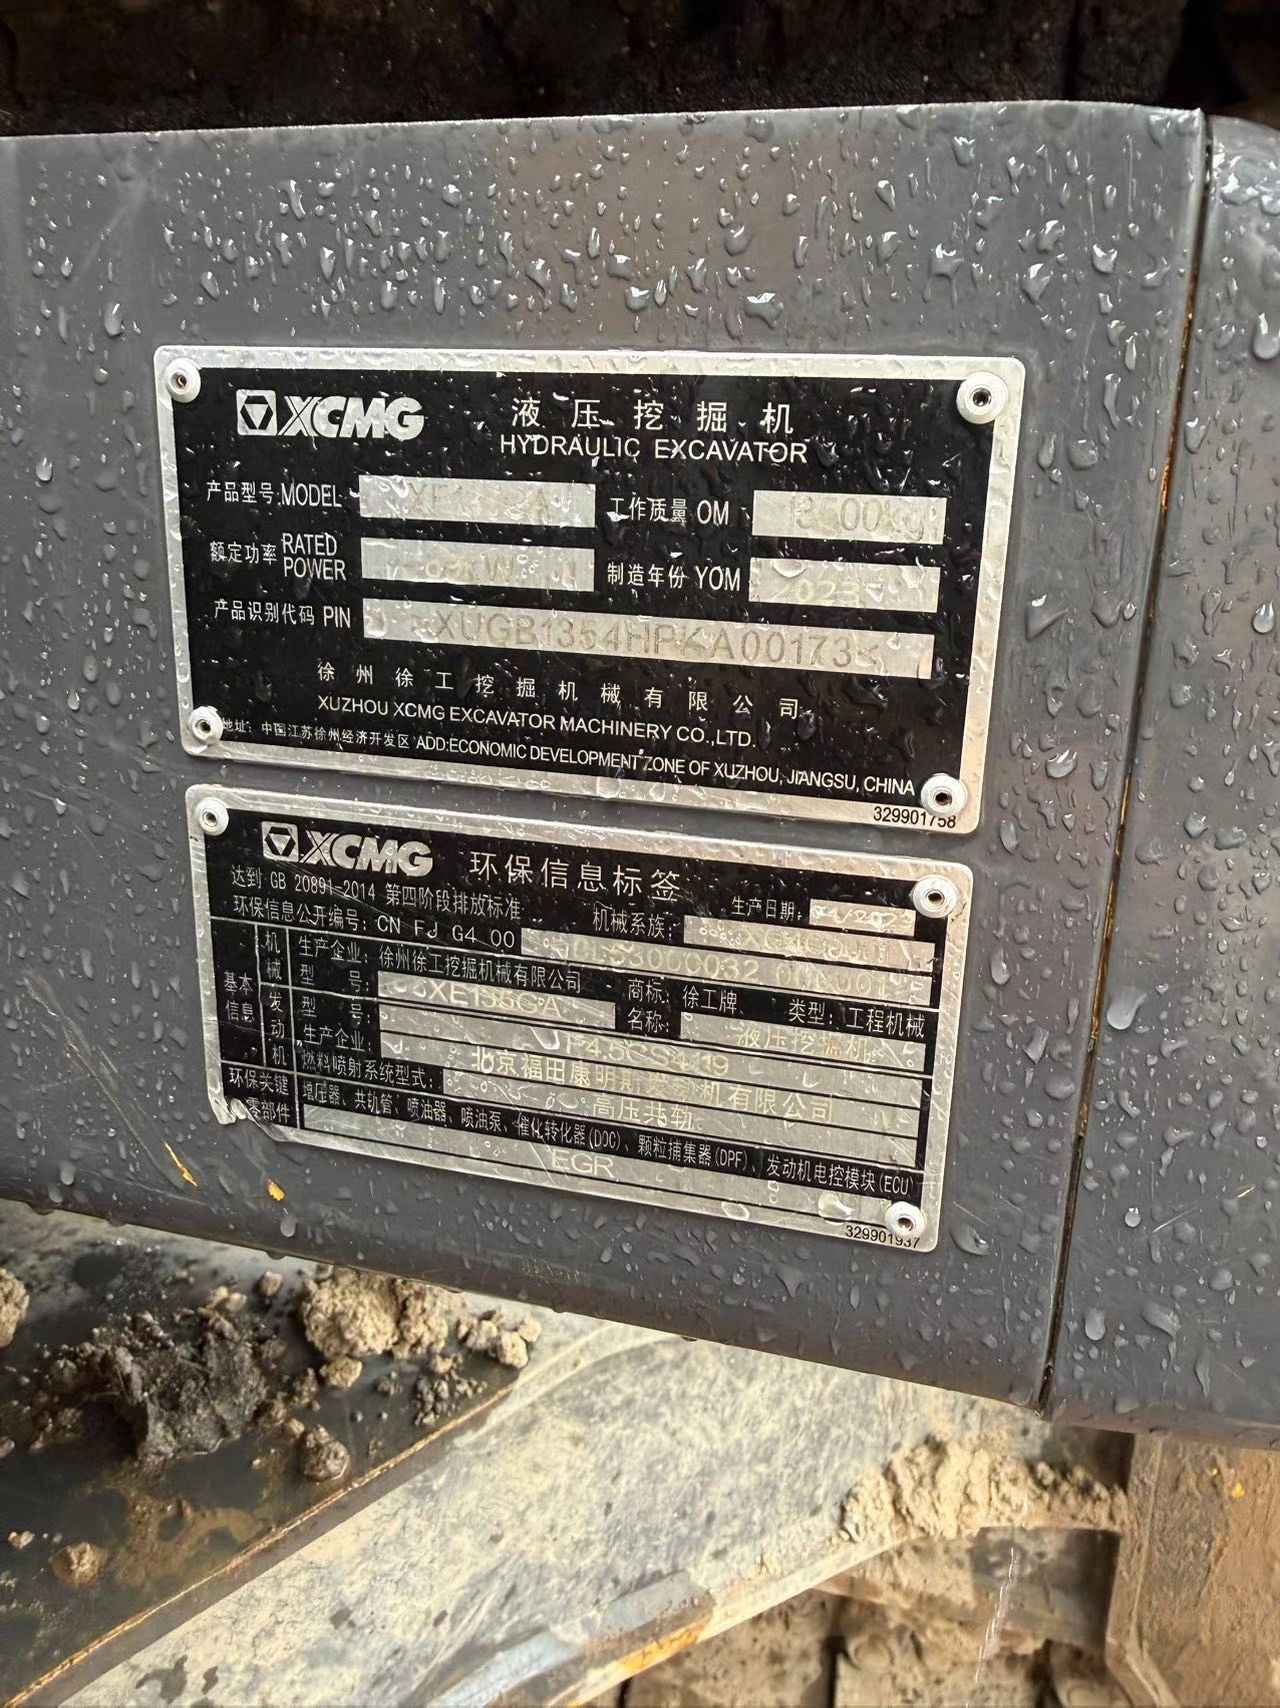 XCMG 液压挖掘机
HYDRAULIC EXCAVATOR
产品型号 MODEL 工作质量 OM 13500kg
额定功率 RATED POWER 制造年份 YOM 2023
产品识别代码 PIN XUGB1354HPKA00173<
徐州徐工挖掘机械有限公司
XUZHOU XCMG EXCAVATOR MACHINERY CO.,LTD.
地址：中国江苏徐州经济开发区 ADD:ECONOMIC DEVELOPMENT ZONE OF XUZHOU, JIANGSU, CHINA
329901758
XCMG 环保信息标签
达到 GB 20891-2014 第四阶段排放标准 生产日期：
环保信息公开编号：CN FJ G4 00 机械系族：
基本信息
机械
生产企业：徐州徐工挖掘机械有限公司 商标：徐工牌 类型：工程机械
型号：XE135GA 名称：液压挖掘机
发动机
型号：F4.5CS4 119
生产企业：北京福田康明斯发动机有限公司
燃料喷射系统型式：高压共轨
环保关键零部件
增压器、共轨管、喷油器、喷油泵、催化转化器(DOC)、颗粒捕集器(DPF)、发动机电控模块(ECU)
EGR
329901937